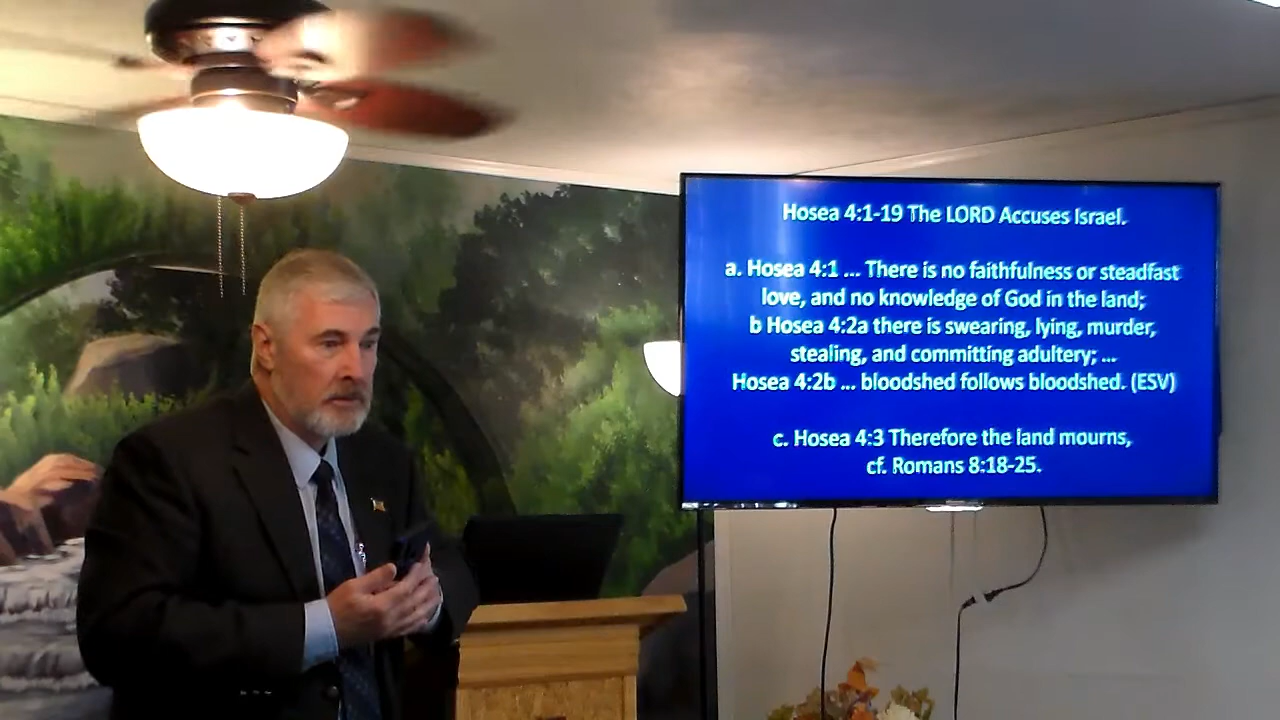 Hosea 4:1-19 The LORD Accuses Israel.
a. Hosea 4:1 ... There is no faithfulness or steadfast
love, and no knowledge of God in the land;
b Hosea 4:2a there is swearing, lying, murder,
stealing, and committing adultery; ...
Hosea 4:2b ... bloodshed follows bloodshed. (ESV)
c. Hosea 4:3 Therefore the land mourns,
cf. Romans 8:18-25.